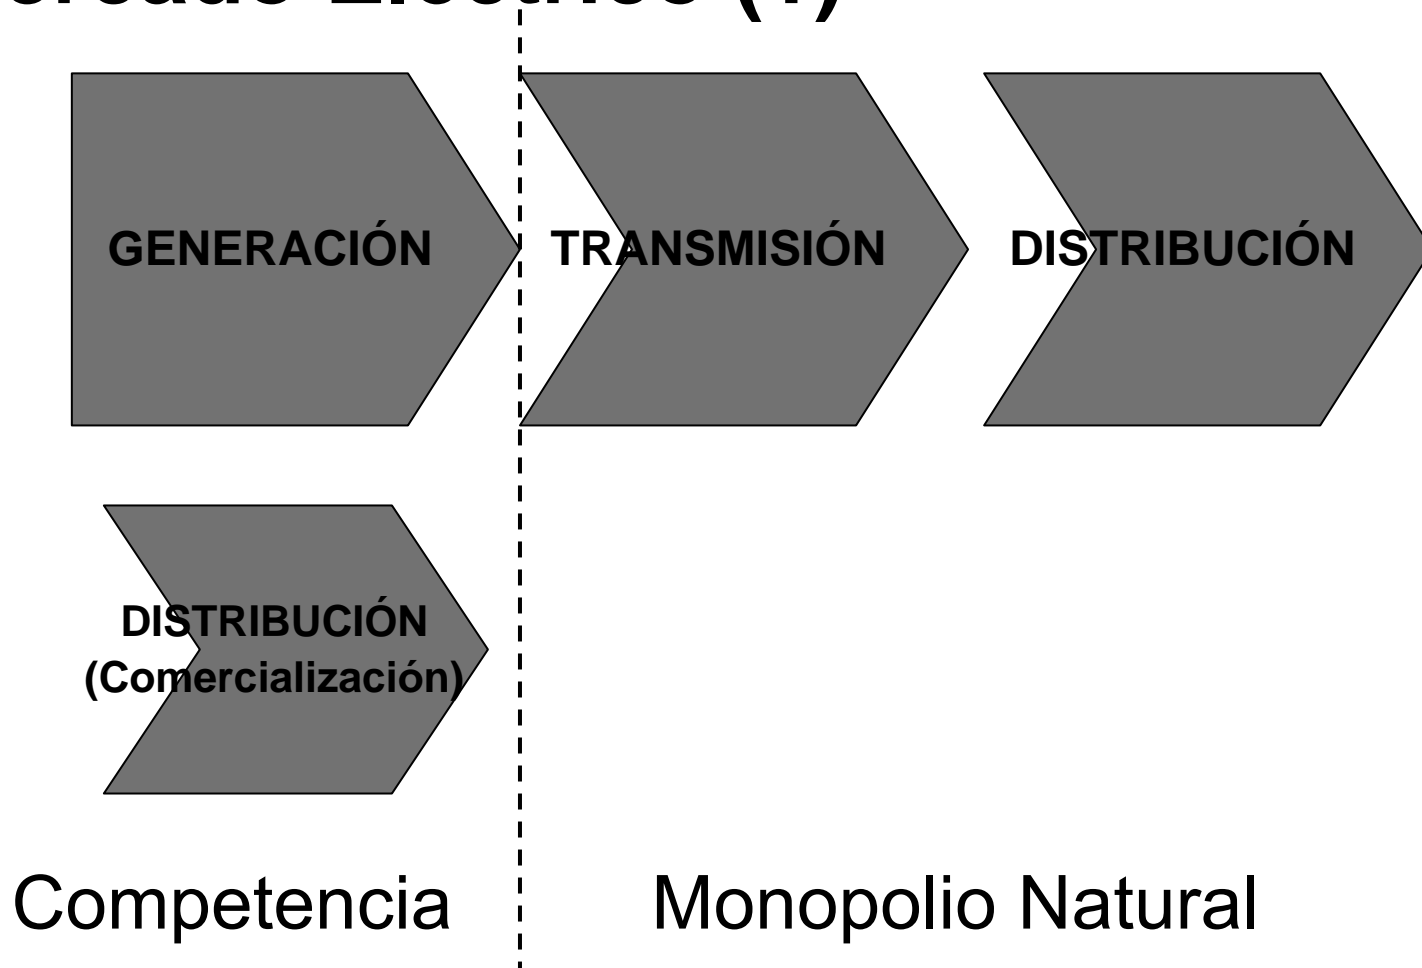 GENERACIÓN
TRANSMISIÓN
DISTRIBUCIÓN
DISTRIBUCIÓN
(Comercialización)
Competencia
Monopolio Natural